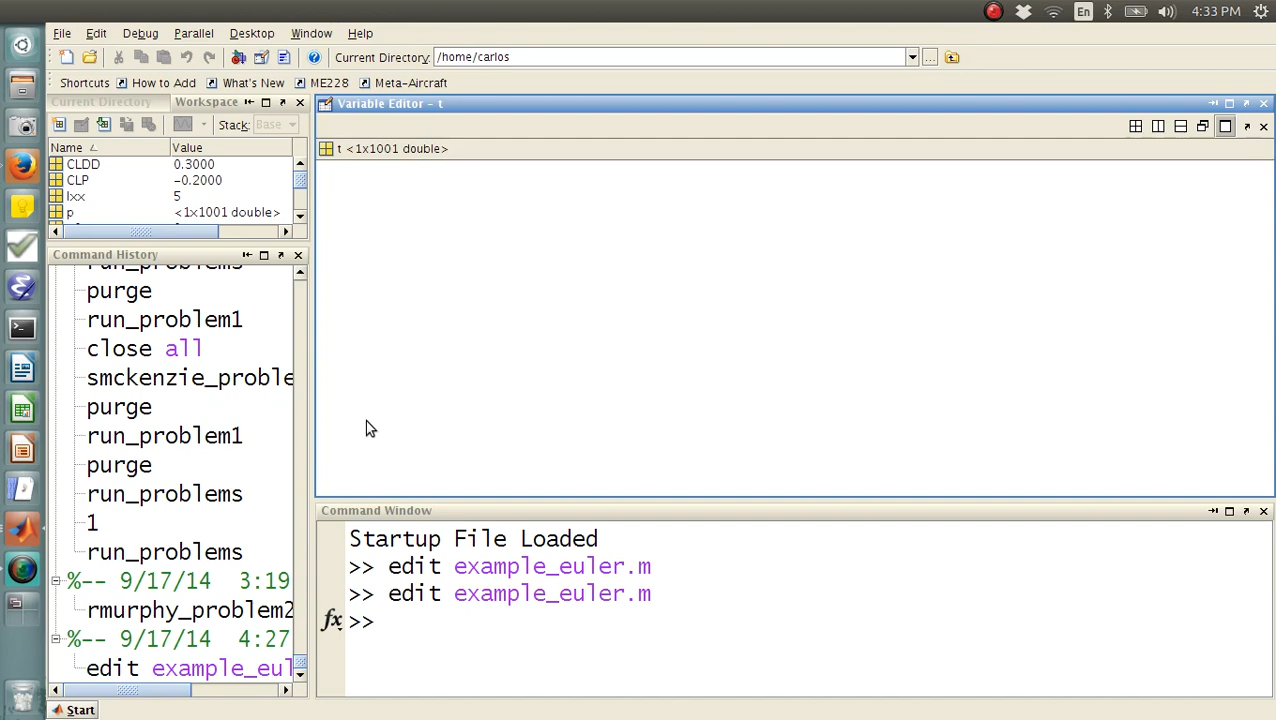 En 4:33 PM
File Edit Debug Parallel Desktop Window Help
Current Directory: /home/carlos ...
Shortcuts How to Add What's New ME228 Meta-Aircraft
Current Directory Workspace
Stack: Base
Name Value
CLDD 0.3000
CLP -0.2000
Ixx 5
p <1x1001 double>
Variable Editor - t
t <1x1001 double>
Command History
run_problems
purge
run_problem1
close all
smckenzie_proble
purge
run_problem1
purge
run_problems
1
run_problems
%-- 9/17/14 3:19
rmurphy_problem2
%-- 9/17/14 4:27
edit example_eul
Command Window
Startup File Loaded
>> edit example_euler.m
>> edit example_euler.m
fx >>
Start